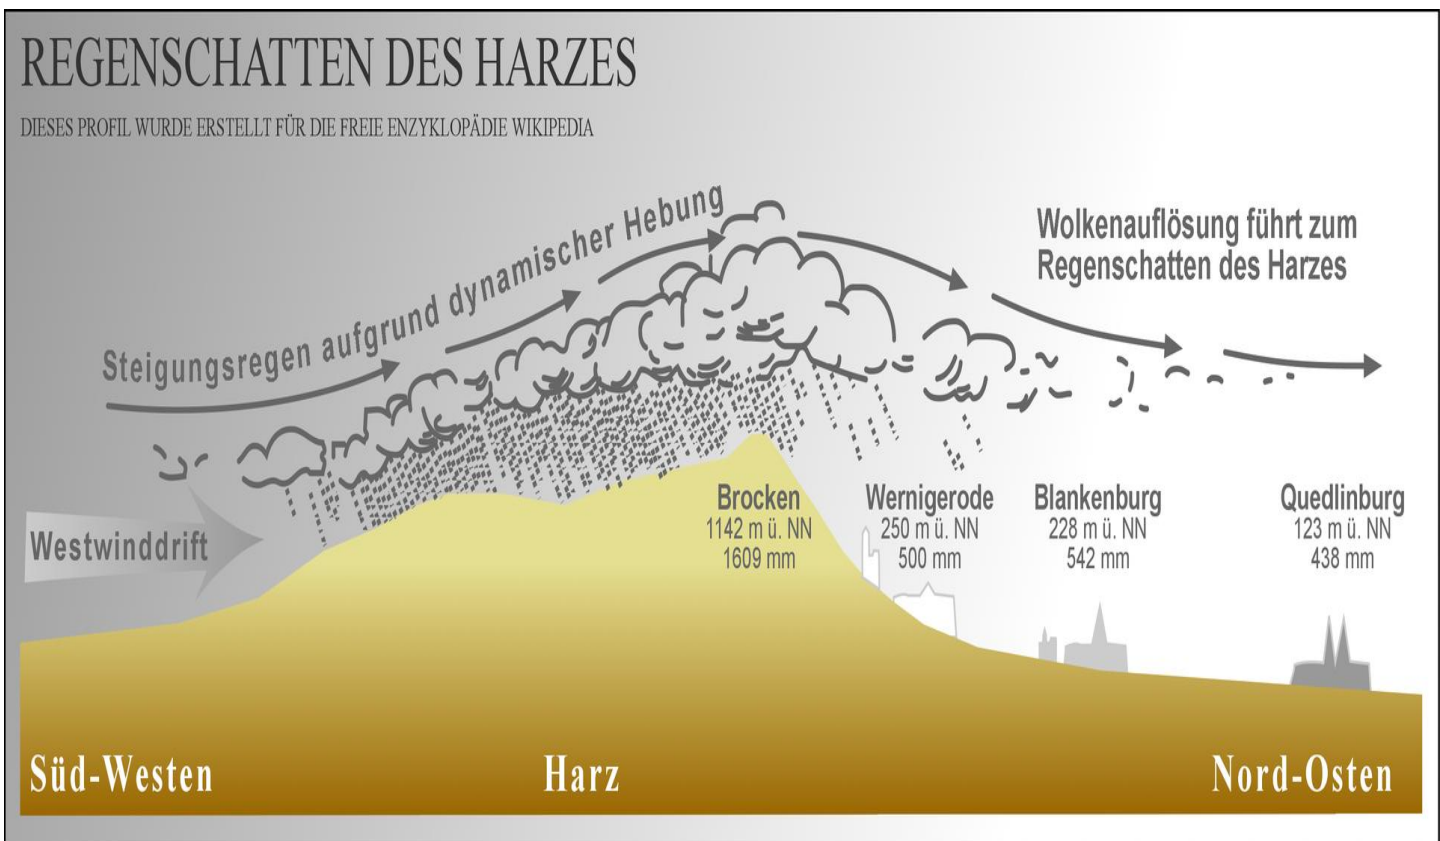 REGENSCHATTEN DES HARZES
DIESES PROFIL WURDE ERSTELLT FÜR DIE FREIE ENZYKLOPÄDIE WIKIPEDIA
Steigungsregen aufgrund dynamischer Hebung
Wolkenauflösung führt zum
Regenschatten des Harzes
Westwinddrift
Brocken
1142 m ü. NN
1609 mm
Wernigerode
250 m ü. NN
500 mm
Blankenburg
228 m ü. NN
542 mm
Quedlinburg
123 m ü. NN
438 mm
Süd-Westen
Harz
Nord-Osten